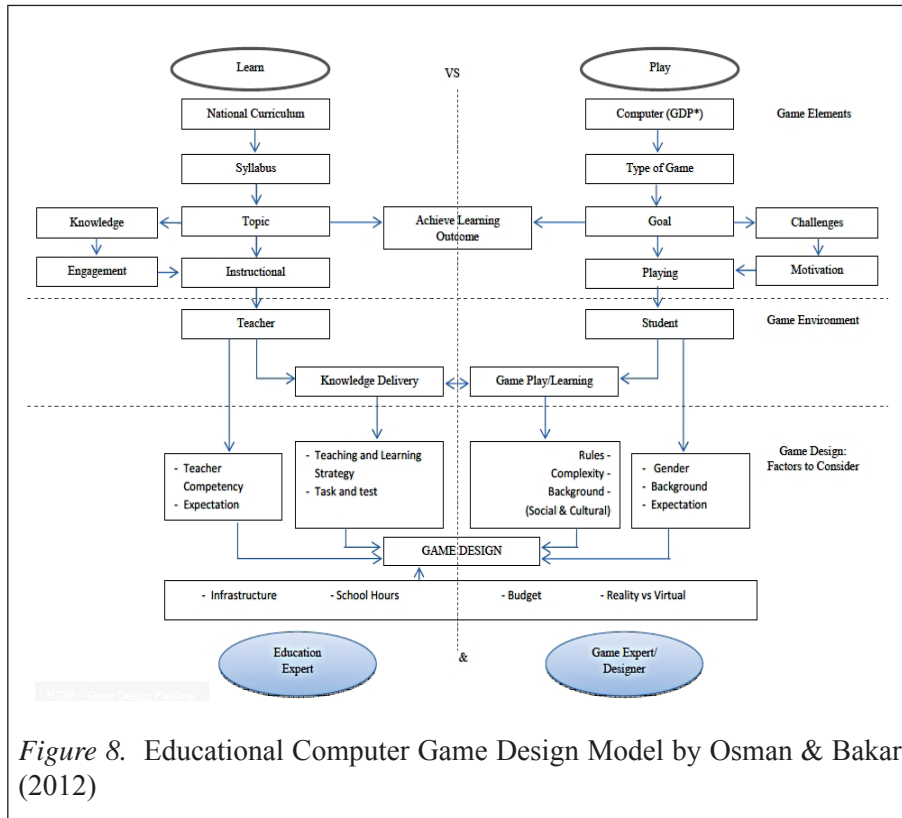 Learn
VS
Play
National Curriculum
Computer (GDP*)
Game Elements
Syllabus
Type of Game
Knowledge
Topic
Achieve Learning
Outcome
Goal
Challenges
Engagement
Instructional
Playing
Motivation
Teacher
Student
Game Environment
Knowledge Delivery
Game Play/Learning
- Teacher
Competency
- Expectation
- Teaching and Learning
Strategy
- Task and test
Rules -
Complexity -
Background -
(Social & Cultural)
- Gender
- Background
- Expectation
Game Design:
Factors to Consider
GAME DESIGN
- Infrastructure
- School Hours
- Budget
- Reality vs Virtual
Education
Expert
&
Game Expert/
Designer
*GDP = Game Design Platform
Figure 8. Educational Computer Game Design Model by Osman & Bakar
(2012)